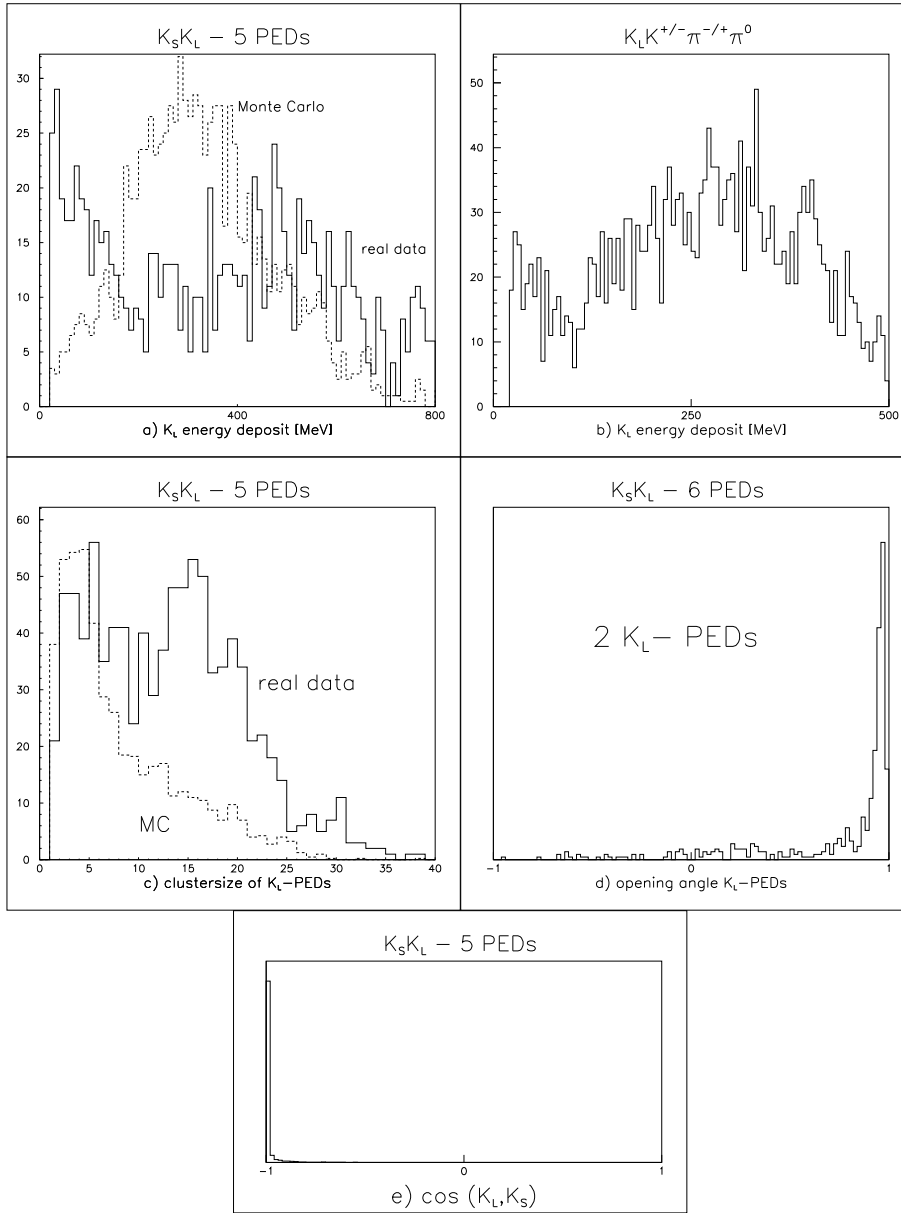 K_S K_L – 5 PEDs
30
25
20
15
10
5
0
Monte Carlo
real data
0 400 800
a) K_L energy deposit [MeV]
K_L K^{+/-} π^{-/+} π^0
50
40
30
20
10
0
0 250 500
b) K_L energy deposit [MeV]
K_S K_L – 5 PEDs
60
50
40
30
20
10
0
real data
MC
0 5 10 15 20 25 30 35 40
c) clustersize of K_L–PEDs
K_S K_L – 6 PEDs
2 K_L– PEDs
-1 0 1
d) opening angle K_L–PEDs
K_S K_L – 5 PEDs
-1 0 1
e) cos (K_L,K_S)